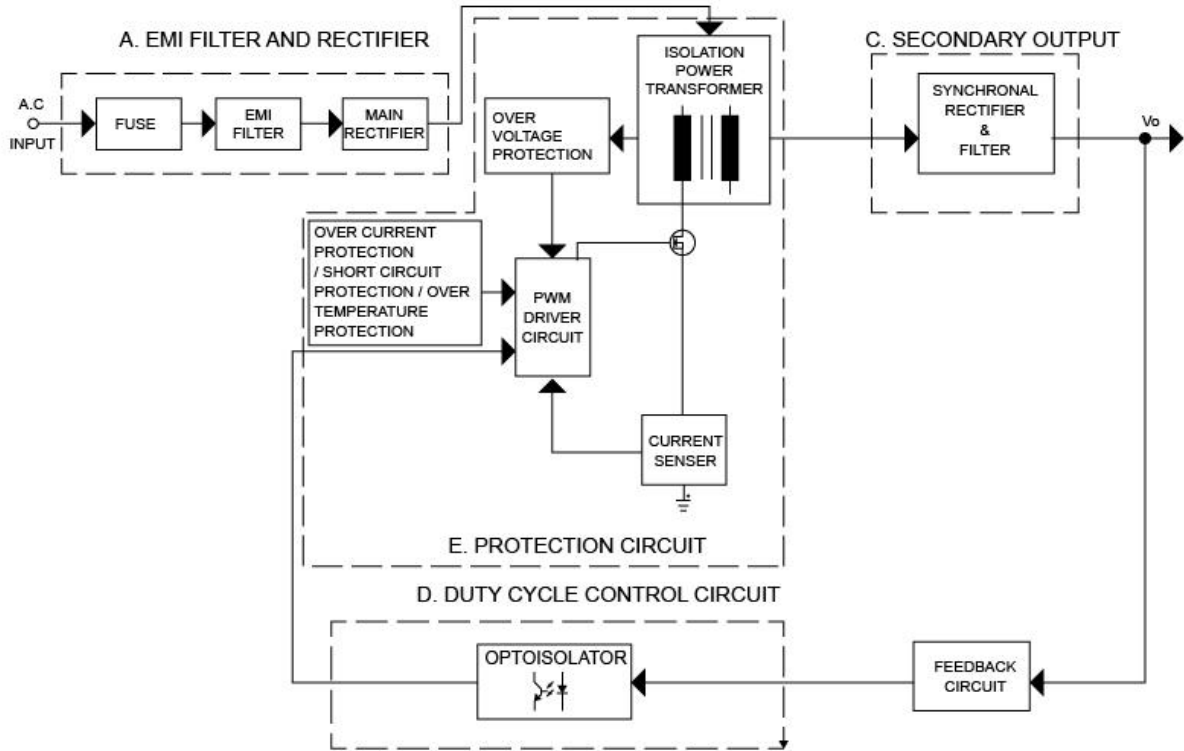 A. EMI FILTER AND RECTIFIER
A.C
INPUT
FUSE
EMI
FILTER
MAIN
RECTIFIER
ISOLATION
POWER
TRANSFORMER
OVER
VOLTAGE
PROTECTION
C. SECONDARY OUTPUT
SYNCHRONAL
RECTIFIER
&
FILTER
Vo
OVER CURRENT
PROTECTION
/ SHORT CIRCUIT
PROTECTION / OVER
TEMPERATURE
PROTECTION
PWM
DRIVER
CIRCUIT
CURRENT
SENSER
E. PROTECTION CIRCUIT
D. DUTY CYCLE CONTROL CIRCUIT
OPTOISOLATOR
FEEDBACK
CIRCUIT